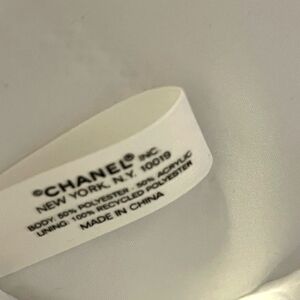 ©CHANEL® INC.
NEW YORK, N.Y. 10019
BODY: 50% POLYESTER - 50% ACRYLIC
LINING: 100% RECYCLED POLYESTER
MADE IN CHINA